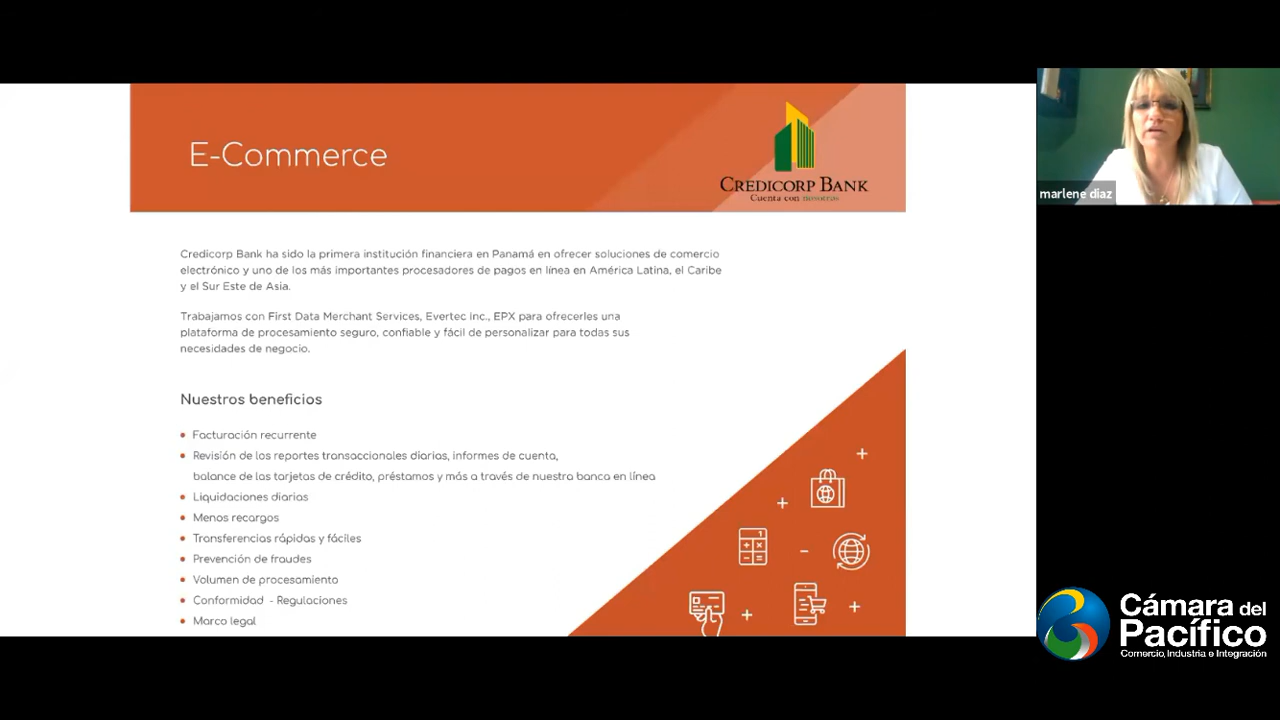 E-Commerce
CREDICORP BANK
Cuenta con nosotros
marlene diaz
Credicorp Bank ha sido la primera institución financiera en Panamá en ofrecer soluciones de comercio
electrónico y uno de los más importantes procesadores de pagos en línea en América Latina, el Caribe
y el Sur Este de Asia.
Trabajamos con First Data Merchant Services, Evertec Inc., EPX para ofrecerles una
plataforma de procesamiento seguro, confiable y fácil de personalizar para todas sus
necesidades de negocio.
Nuestros beneficios
Facturación recurrente
Revisión de los reportes transaccionales diarias, informes de cuenta,
balance de las tarjetas de crédito, préstamos y más a través de nuestra banca en línea
Liquidaciones diarias
Menos recargos
Transferencias rápidas y fáciles
Prevención de fraudes
Volumen de procesamiento
Conformidad - Regulaciones
Marco legal
Cámara del
Pacífico
Comercio, Industria e Integración